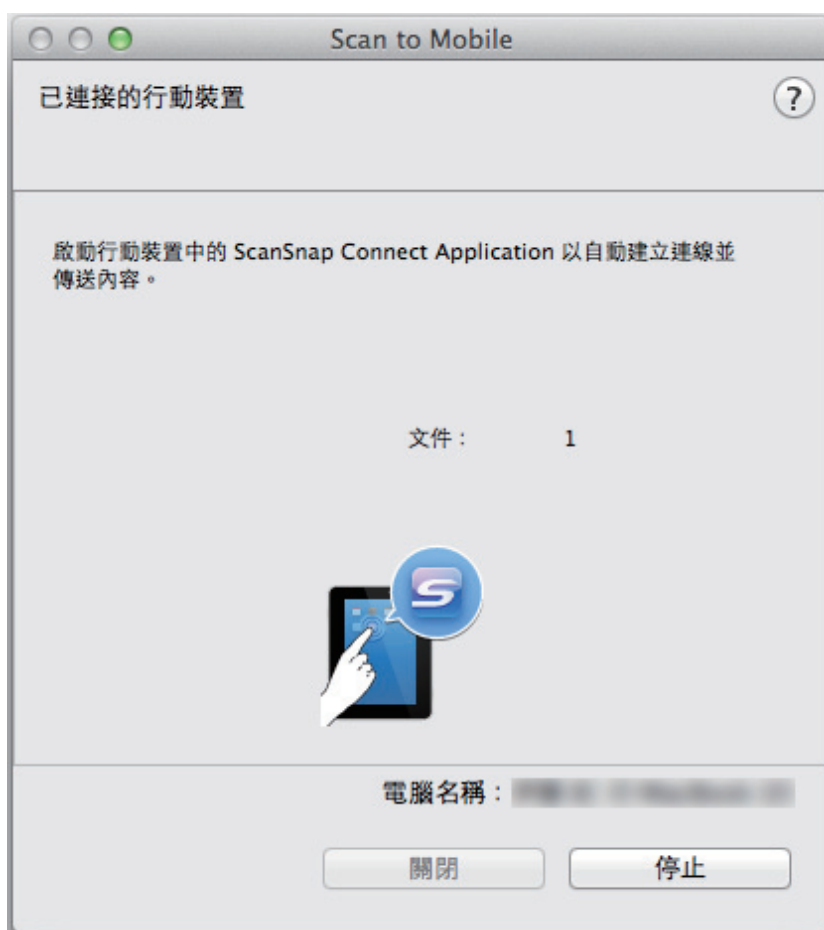 Scan to Mobile
已連接的行動裝置
?
啟動行動裝置中的 ScanSnap Connect Application 以自動建立連線並
傳送內容。
文件： 1
S
電腦名稱：
關閉 停止